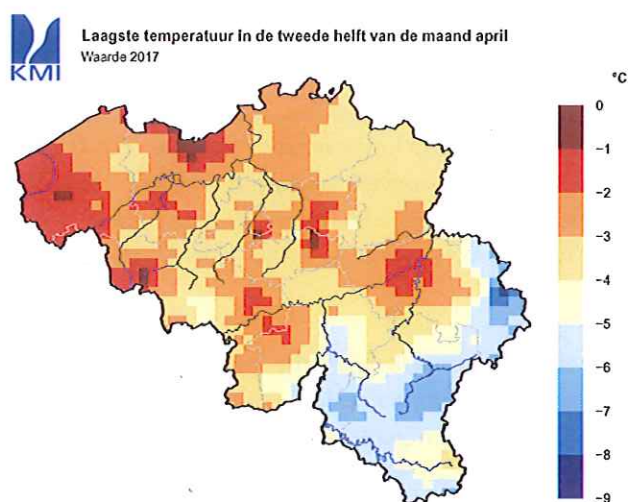 KMI
Laagste temperatuur in de tweede helft van de maand april
Waarde 2017
°C
0
-1
-2
-3
-4
-5
-6
-7
-8
-9